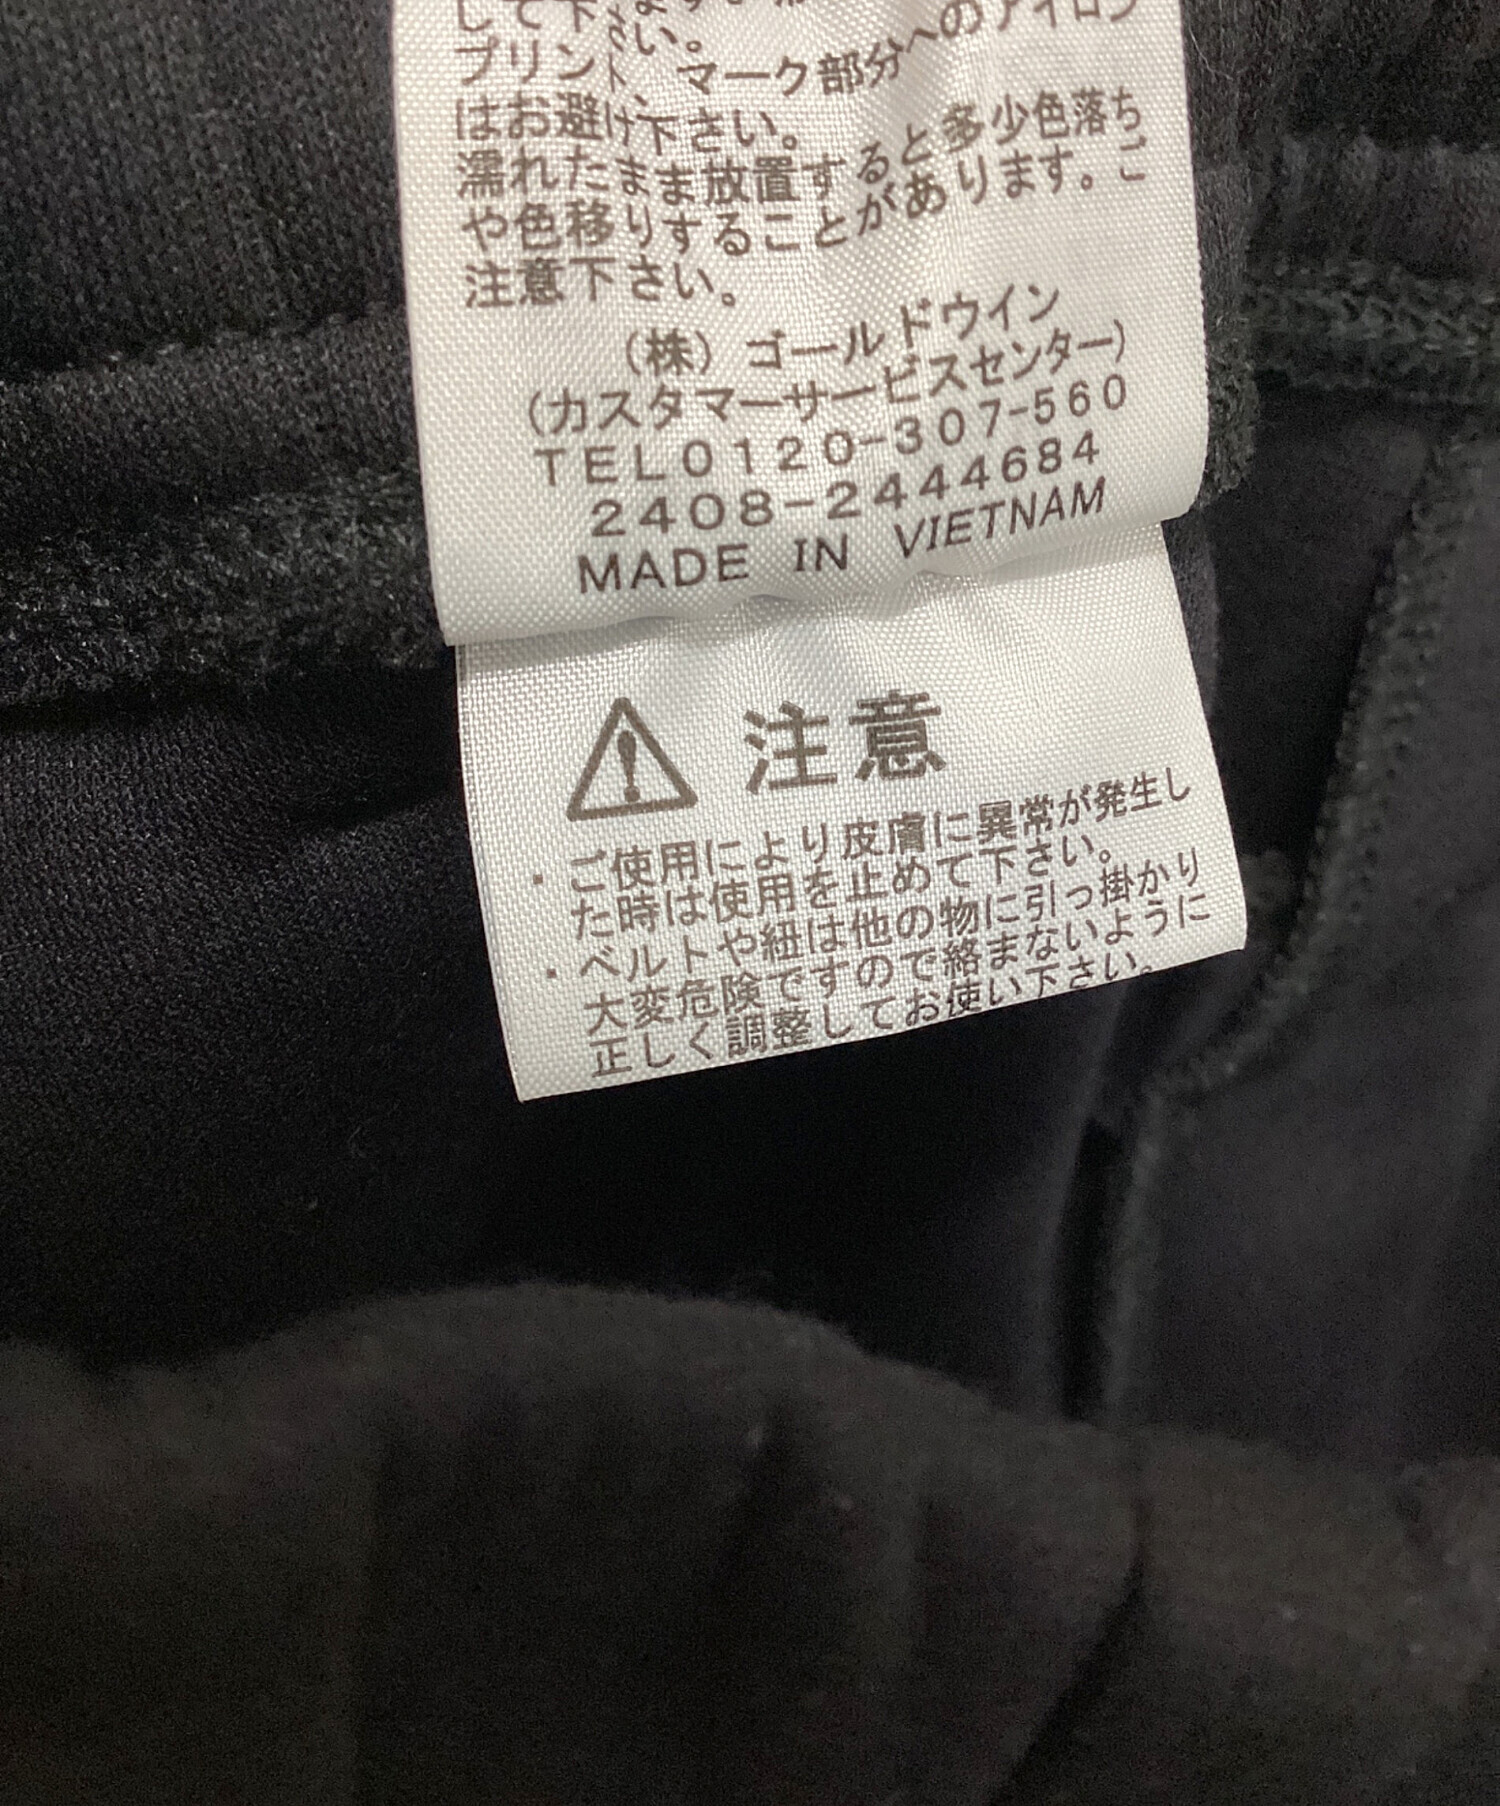 して下さい。
プリント、マーク部分へのアイロン
はお避け下さい。
濡れたまま放置すると多少色落ち
や色移りすることがあります。ご
注意下さい。
(株)ゴールドウイン
(カスタマーサービスセンター)
TEL0120-307-560
2408-2444684
MADE IN VIETNAM
注意
・ご使用により皮膚に異常が発生し
た時は使用を止めて下さい。
・ベルトや紐は他の物に引っ掛かり
大変危険ですので絡まないように
正しく調整してお使い下さい。